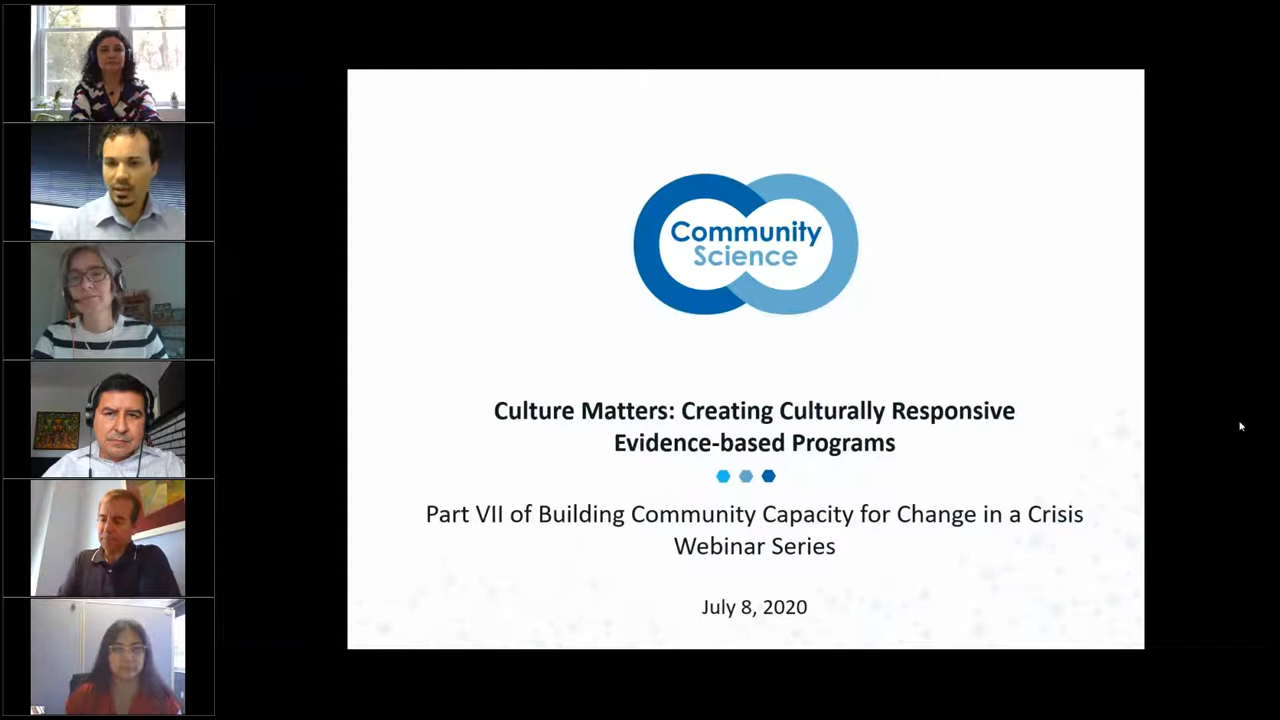 Community
Science
Culture Matters: Creating Culturally Responsive
Evidence-based Programs
Part VII of Building Community Capacity for Change in a Crisis
Webinar Series
July 8, 2020